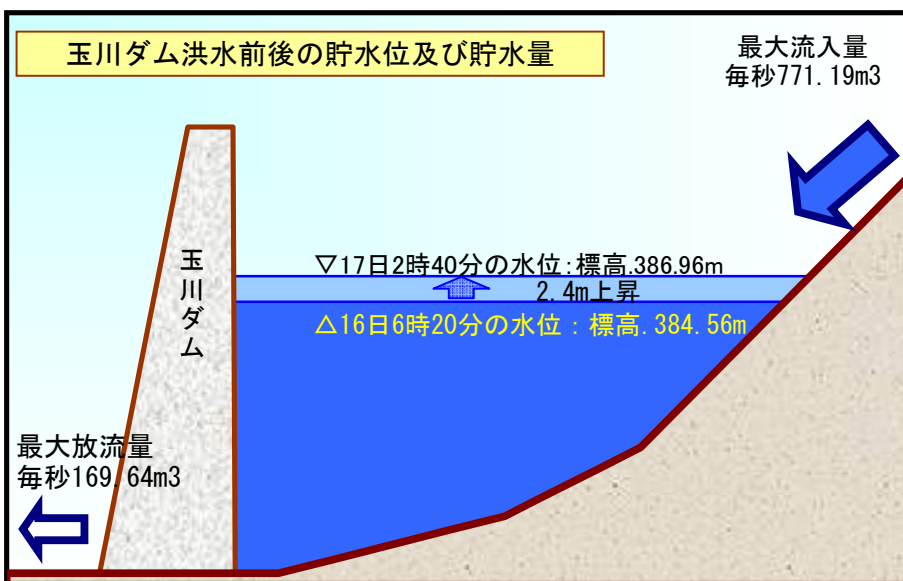 玉川ダム洪水前後の貯水位及び貯水量
最大流入量
毎秒771.19m3
玉川ダム
▽17日2時40分の水位:標高.386.96m
2.4m上昇
△16日6時20分の水位:標高.384.56m
最大放流量
毎秒169.64m3